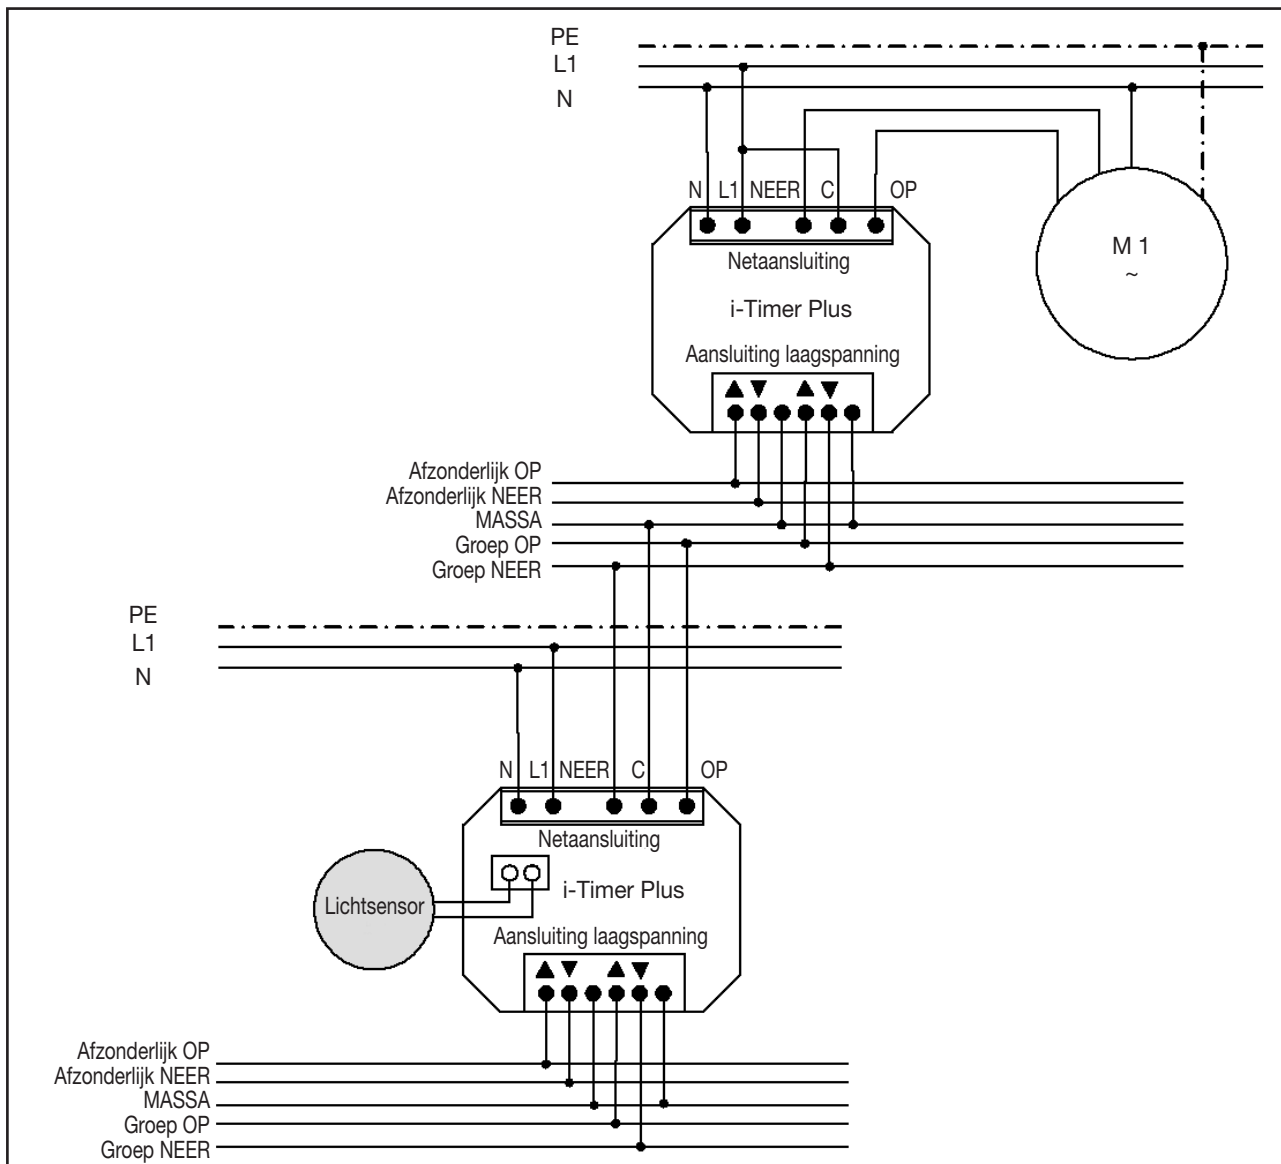 PE
L1
N
N L1 NEER C OP
Netaansluiting
M 1
~
i-Timer Plus
Aansluiting laagspanning
Afzonderlijk OP
Afzonderlijk NEER
MASSA
Groep OP
Groep NEER
PE
L1
N
N L1 NEER C OP
Netaansluiting
Lichtsensor
i-Timer Plus
Aansluiting laagspanning
Afzonderlijk OP
Afzonderlijk NEER
MASSA
Groep OP
Groep NEER